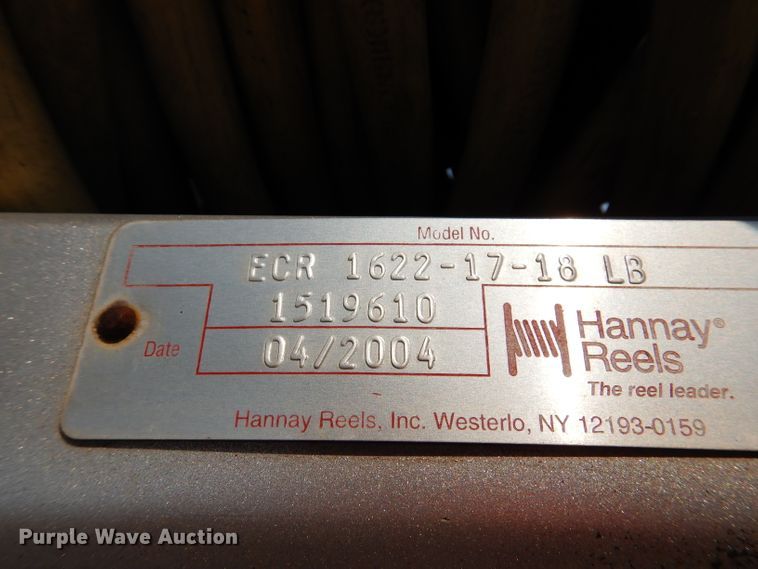 Model No.
ECR 1622-17-18 LB
1519610
Date 04/2004
Hannay®
Reels
The reel leader.
Hannay Reels, Inc. Westerlo, NY 12193-0159
Purple Wave Auction